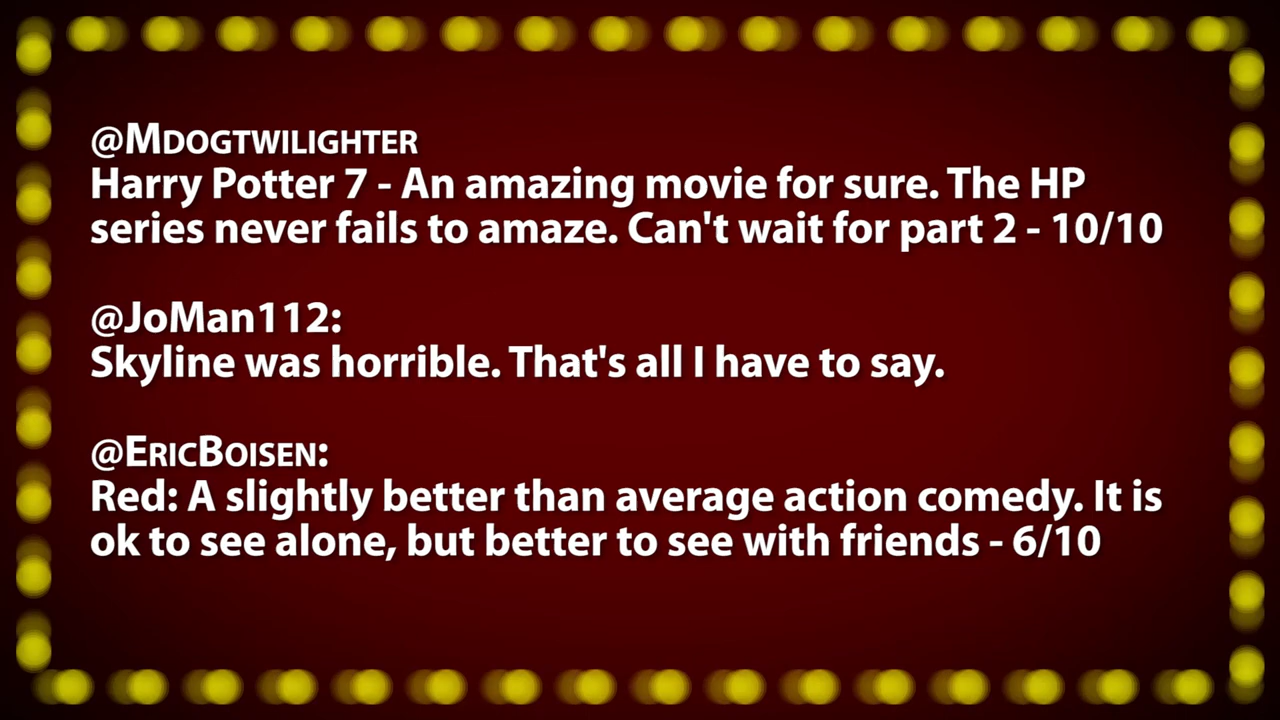 @Mdogtwilighter
Harry Potter 7 - An amazing movie for sure. The HP
series never fails to amaze. Can't wait for part 2 - 10/10
@JoMan112:
Skyline was horrible. That's all I have to say.
@EricBoisen:
Red: A slightly better than average action comedy. It is
ok to see alone, but better to see with friends - 6/10